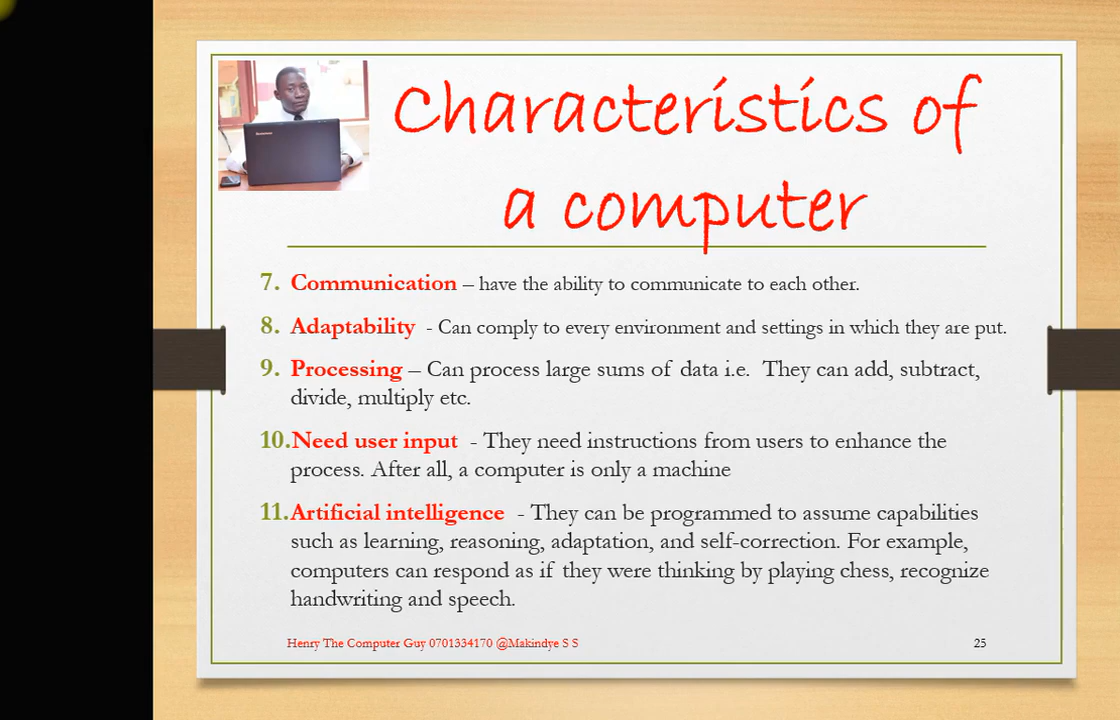 Characteristics of
a computer
7. Communication – have the ability to communicate to each other.
8. Adaptability - Can comply to every environment and settings in which they are put.
9. Processing – Can process large sums of data i.e. They can add, subtract,
divide, multiply etc.
10.Need user input - They need instructions from users to enhance the
process. After all, a computer is only a machine
11.Artificial intelligence - They can be programmed to assume capabilities
such as learning, reasoning, adaptation, and self-correction. For example,
computers can respond as if they were thinking by playing chess, recognize
handwriting and speech.
Henry The Computer Guy 0701334170 @Makindye S S 25